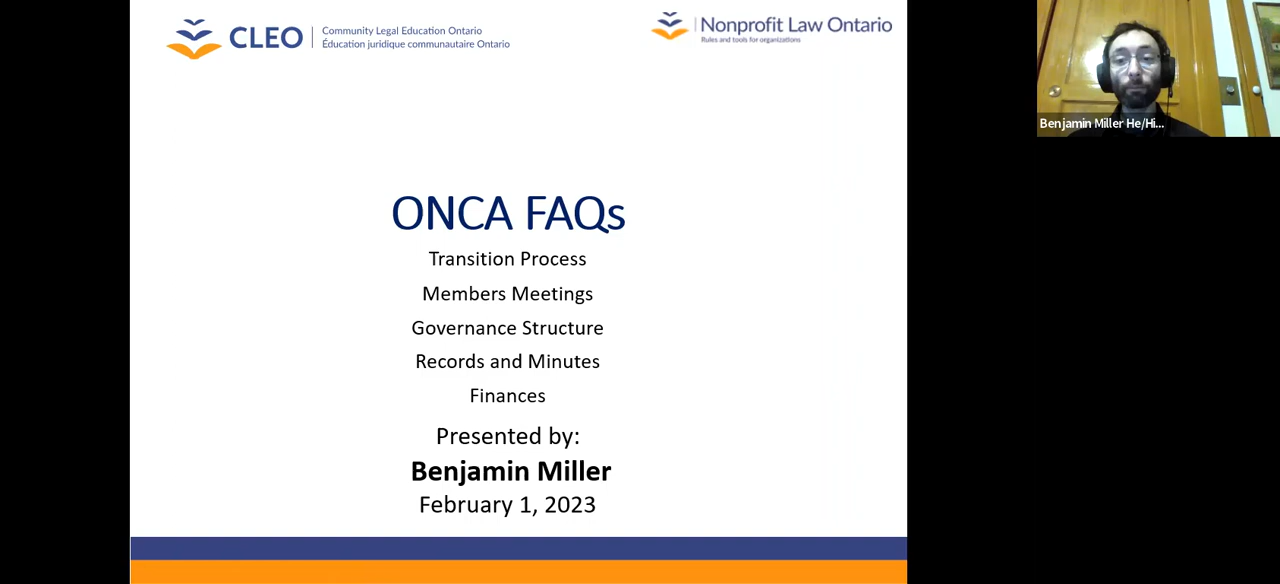 CLEO
Community Legal Education Ontario
Éducation juridique communautaire Ontario
Nonprofit Law Ontario
Rules and tools for organizations
ONCA FAQs
Transition Process
Members Meetings
Governance Structure
Records and Minutes
Finances
Presented by:
Benjamin Miller
February 1, 2023
Benjamin Miller He/Hi...